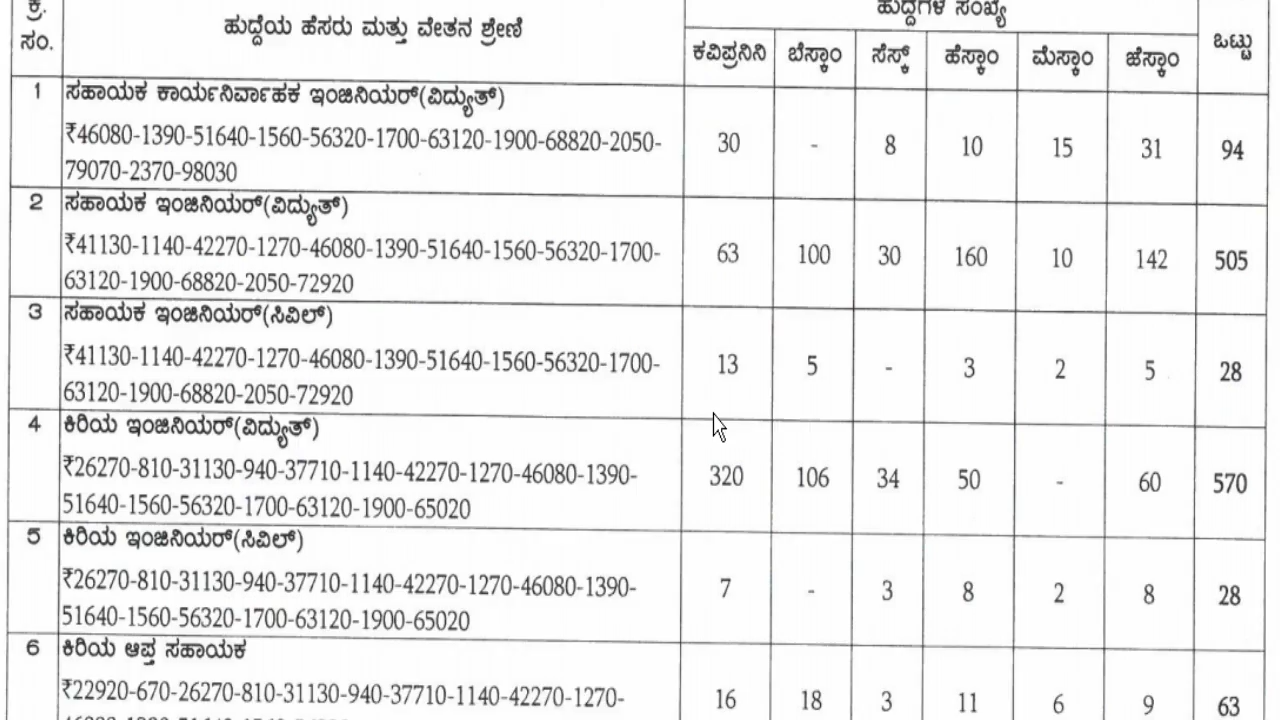 ಕ್ರ. ಹುದ್ದೆಯ ಹೆಸರು ಮತ್ತು ವೇತನ ಶ್ರೇಣಿ ಹುದ್ದೆಗಳ ಸಂಖ್ಯೆ ಒಟ್ಟು
ಸಂ. ಕವಿಪ್ರನಿನಿ ಬೆಸ್ಕಾಂ ಸೆಸ್ಕ್ ಹೆಸ್ಕಾಂ ಮೆಸ್ಕಾಂ ಜೆಸ್ಕಾಂ
1 ಸಹಾಯಕ ಕಾರ್ಯನಿರ್ವಾಹಕ ಇಂಜಿನಿಯರ್(ವಿದ್ಯುತ್)
₹46080-1390-51640-1560-56320-1700-63120-1900-68820-2050- 30 - 8 10 15 31 94
79070-2370-98030
2 ಸಹಾಯಕ ಇಂಜಿನಿಯರ್(ವಿದ್ಯುತ್)
₹41130-1140-42270-1270-46080-1390-51640-1560-56320-1700- 63 100 30 160 10 142 505
63120-1900-68820-2050-72920
3 ಸಹಾಯಕ ಇಂಜಿನಿಯರ್(ಸಿವಿಲ್)
₹41130-1140-42270-1270-46080-1390-51640-1560-56320-1700- 13 5 - 3 2 5 28
63120-1900-68820-2050-72920
4 ಕಿರಿಯ ಇಂಜಿನಿಯರ್(ವಿದ್ಯುತ್)
₹26270-810-31130-940-37710-1140-42270-1270-46080-1390- 320 106 34 50 - 60 570
51640-1560-56320-1700-63120-1900-65020
5 ಕಿರಿಯ ಇಂಜಿನಿಯರ್(ಸಿವಿಲ್)
₹26270-810-31130-940-37710-1140-42270-1270-46080-1390- 7 - 3 8 2 8 28
51640-1560-56320-1700-63120-1900-65020
6 ಕಿರಿಯ ಆಪ್ತ ಸಹಾಯಕ
₹22920-670-26270-810-31130-940-37710-1140-42270-1270- 16 18 3 11 6 9 63